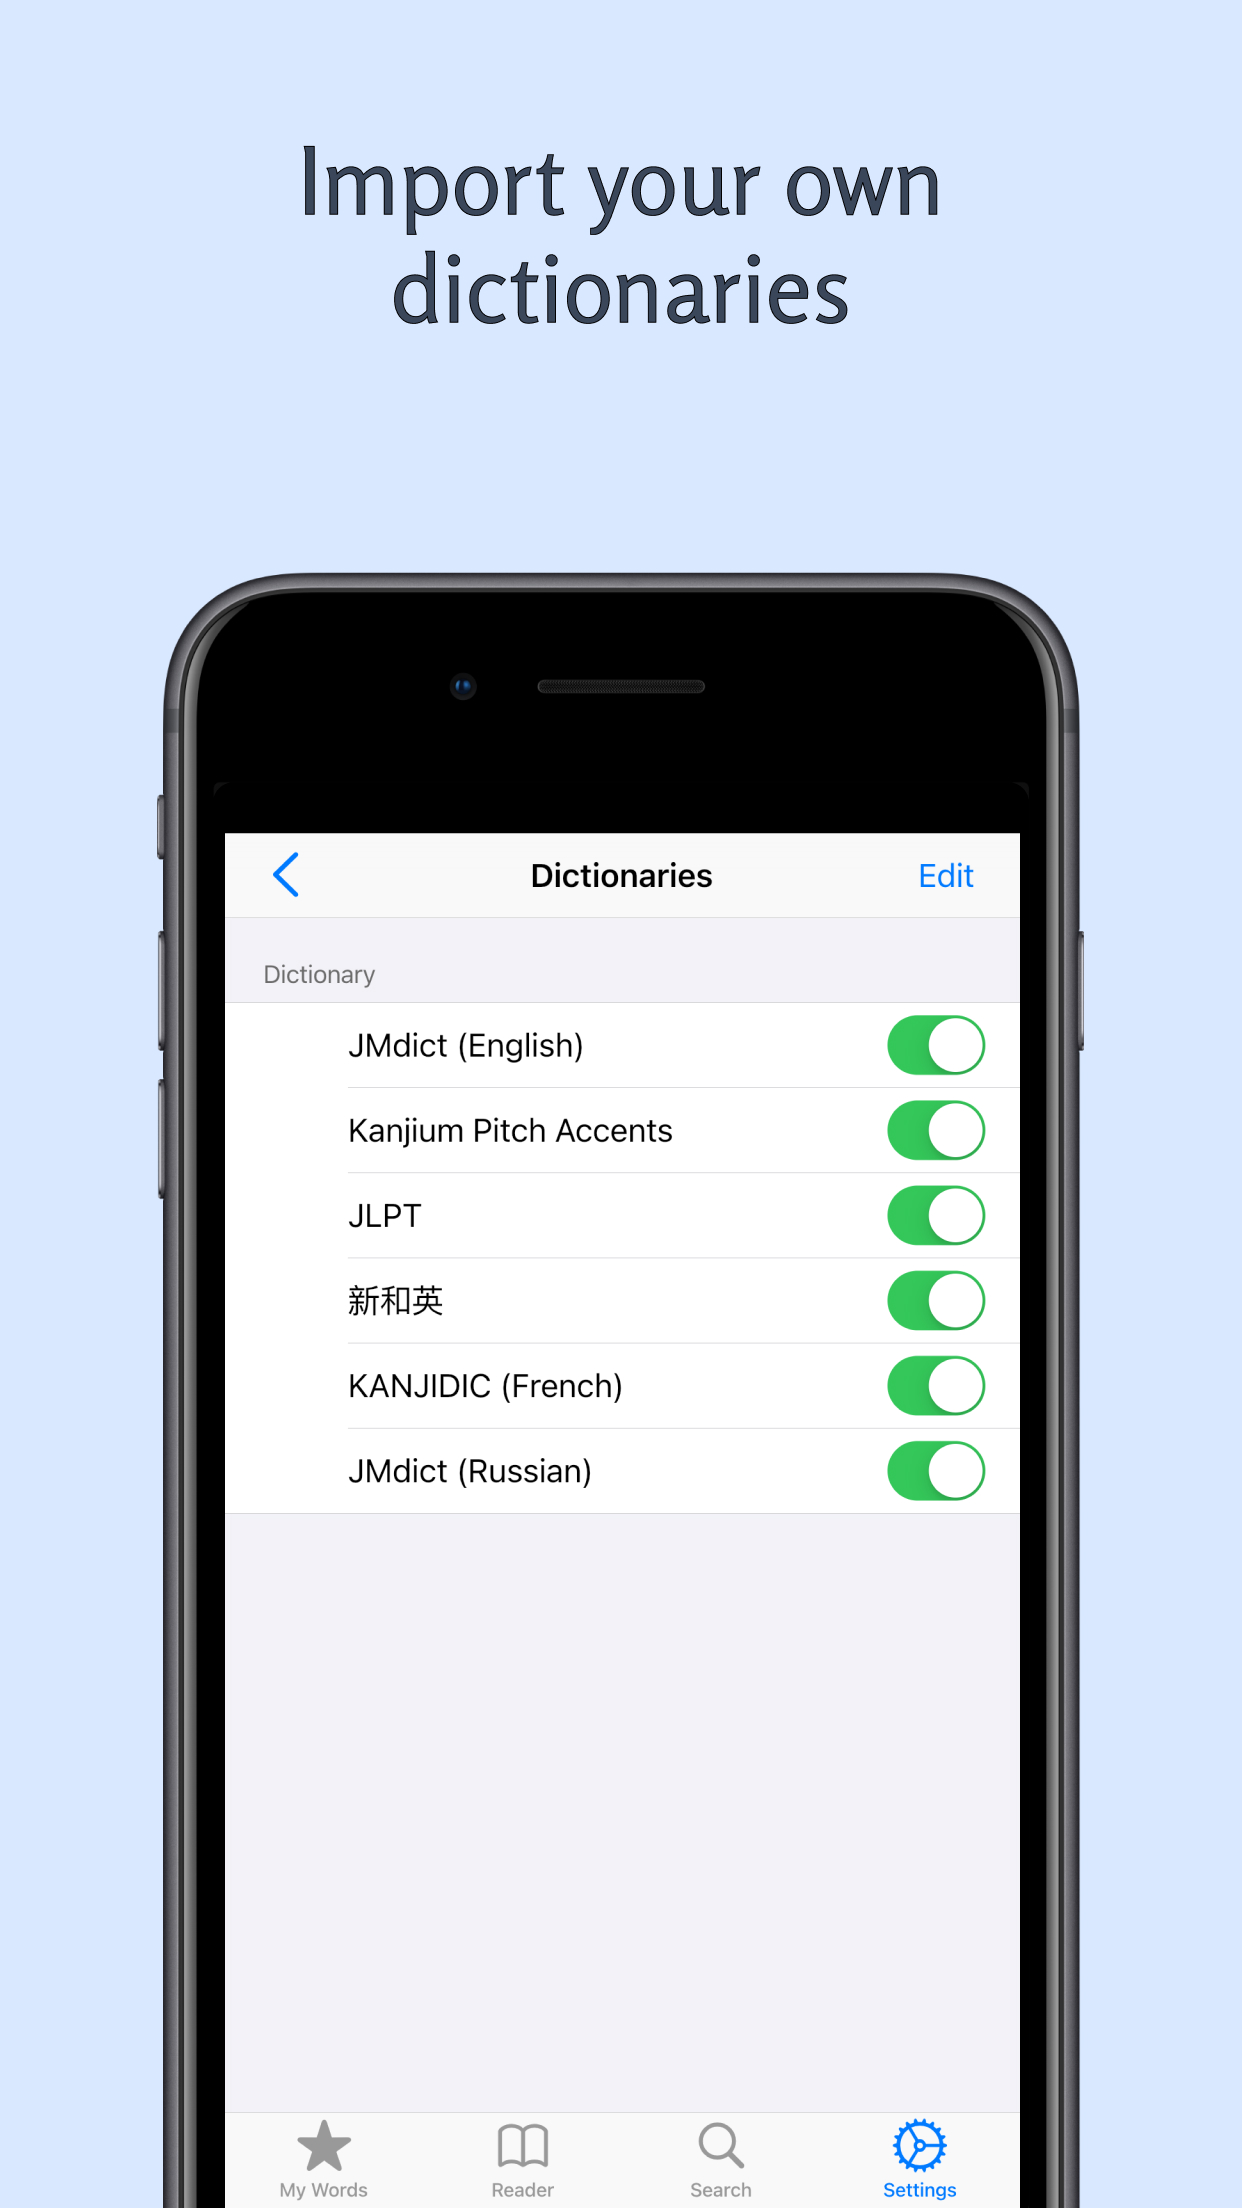 Import your own
dictionaries
Dictionaries
Edit
Dictionary
JMdict (English)
Kanjium Pitch Accents
JLPT
新和英
KANJIDIC (French)
JMdict (Russian)
My Words
Reader
Search
Settings